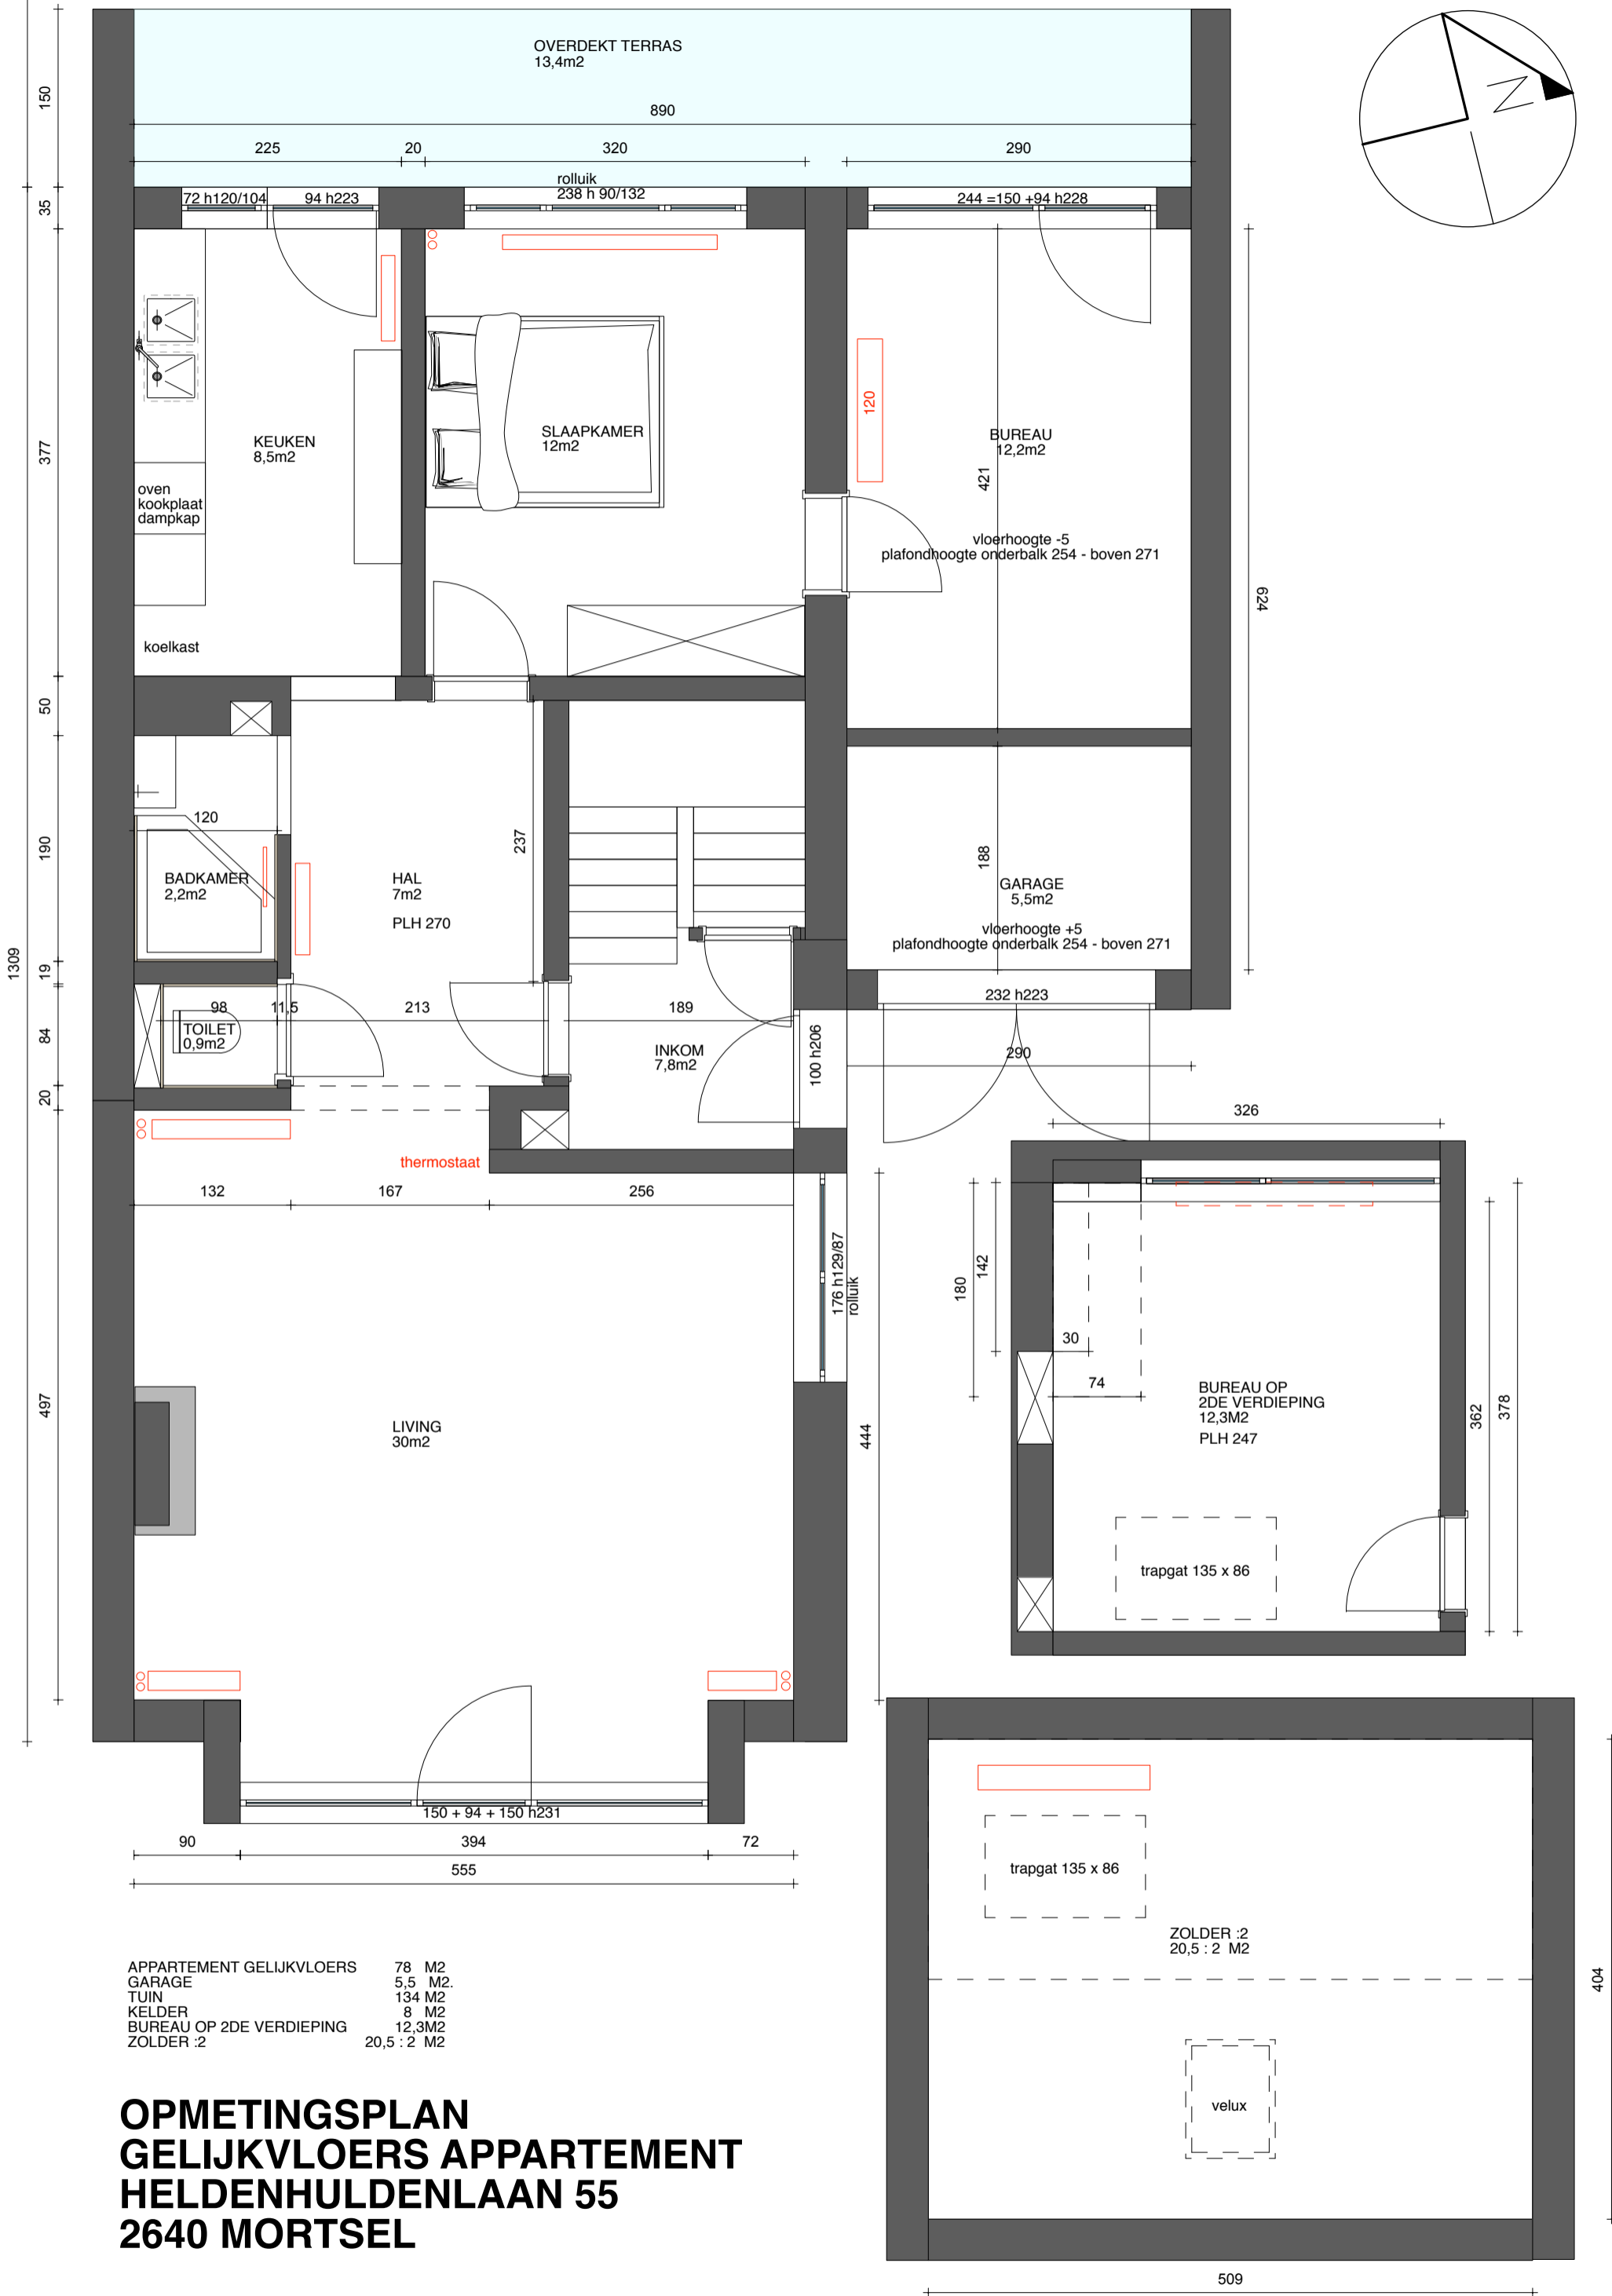 OVERDEKT TERRAS
13,4m2
890
225
20
320
290
rolluik
72 h120/104
94 h223
238 h 90/132
244 =150 +94 h228
N
150
35
377
50
190
19
84
20
497
1309
KEUKEN
8,5m2
oven
kookplaat
dampkap
koelkast
SLAAPKAMER
12m2
120
BUREAU
12,2m2
421
vloerhoogte -5
plafondhoogte onderbalk 254 - boven 271
624
120
BADKAMER
2,2m2
HAL
7m2
PLH 270
237
188
GARAGE
5,5m2
vloerhoogte +5
plafondhoogte onderbalk 254 - boven 271
232 h223
290
98
11,5
213
189
TOILET
0,9m2
INKOM
7,8m2
100 h206
thermostaat
132
167
256
176 h129/87
rolluik
444
LIVING
30m2
150 + 94 + 150 h231
90
394
72
555
326
180
142
30
74
BUREAU OP
2DE VERDIEPING
12,3M2
PLH 247
362
378
trapgat 135 x 86
trapgat 135 x 86
ZOLDER :2
20,5 : 2 M2
404
velux
509
APPARTEMENT GELIJKVLOERS 78 M2
GARAGE 5,5 M2.
TUIN 134 M2
KELDER 8 M2
BUREAU OP 2DE VERDIEPING 12,3M2
ZOLDER :2 20,5 : 2 M2
OPMETINGSPLAN
GELIJKVLOERS APPARTEMENT
HELDENHULDENLAAN 55
2640 MORTSEL